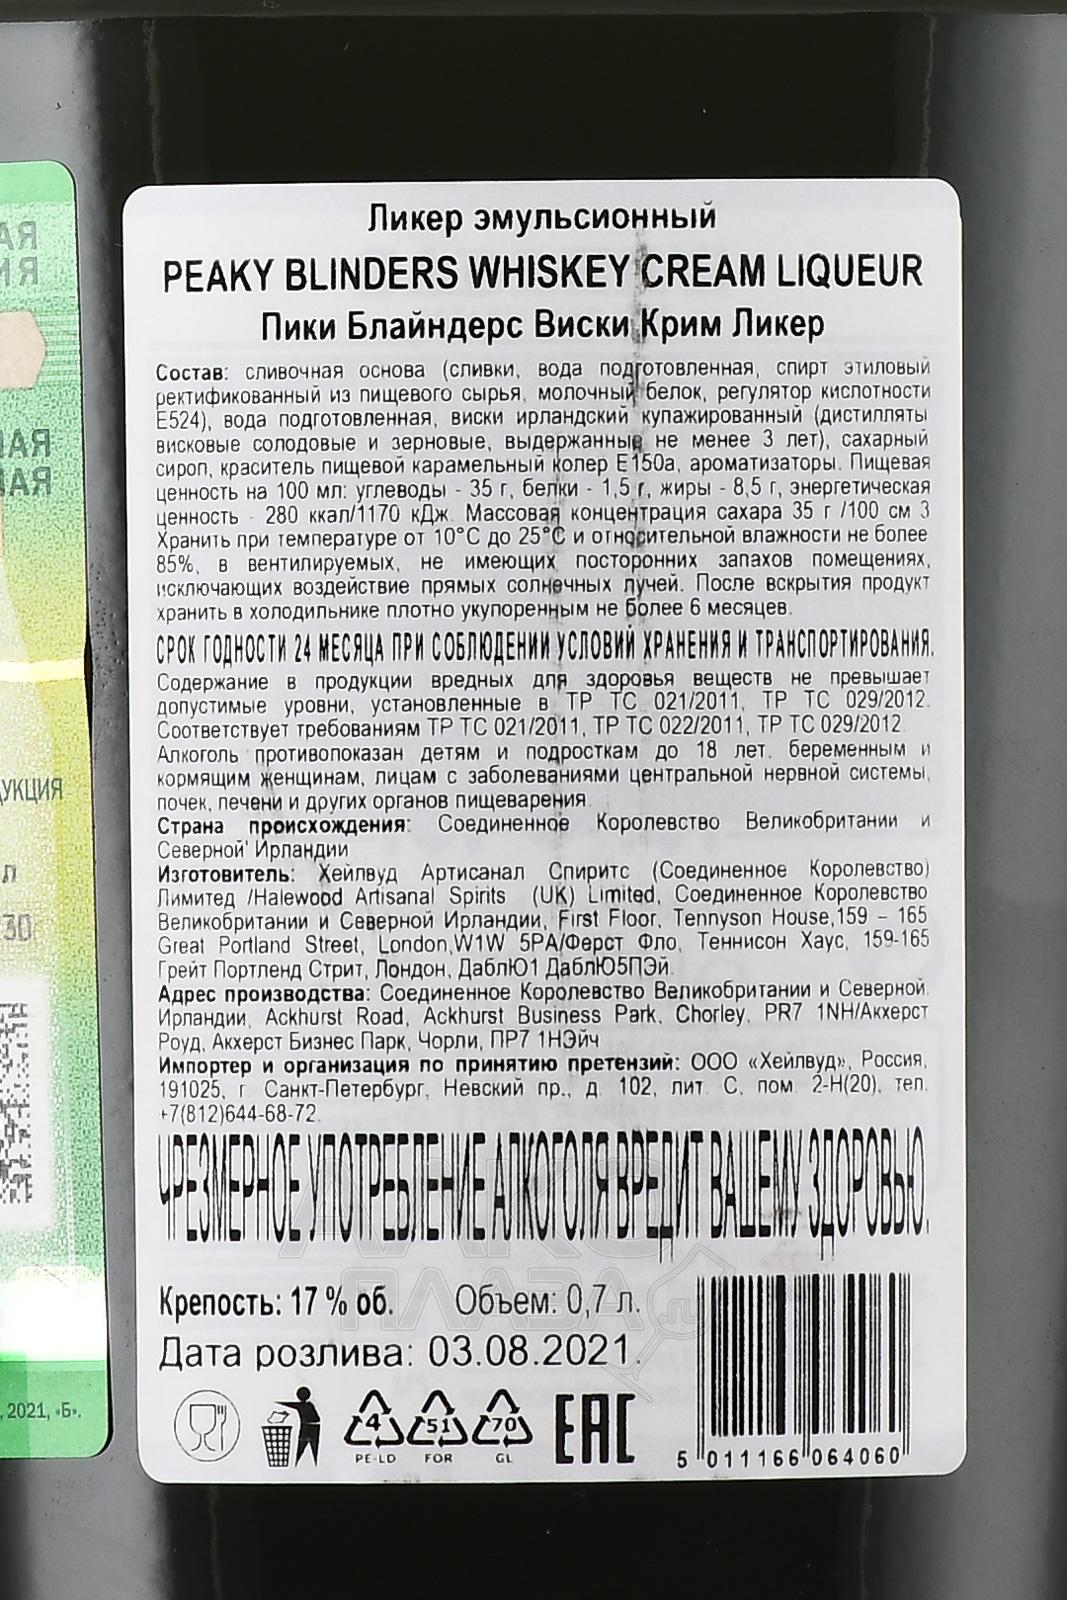 Ликер эмульсионный
PEAKY BLINDERS WHISKEY CREAM LIQUEUR
Пики Блайндерс Виски Крим Ликер
Состав: сливочная основа (сливки, вода подготовленная, спирт этиловый
ректификованный из пищевого сырья, молочный белок, регулятор кислотности
Е524), вода подготовленная, виски ирландский купажированный (дистилляты
висковые солодовые и зерновые, выдержанные не менее 3 лет), сахарный
сироп, краситель пищевой карамельный колер Е150а, ароматизаторы. Пищевая
ценность на 100 мл: углеводы - 35 г, белки - 1,5 г, жиры - 8,5 г, энергетическая
ценность - 280 ккал/1170 кДж. Массовая концентрация сахара 35 г /100 см 3
Хранить при температуре от 10°С до 25°С и относительной влажности не более
85%, в вентилируемых, не имеющих посторонних запахов помещениях,
исключающих воздействие прямых солнечных лучей. После вскрытия продукт
хранить в холодильнике плотно укупоренным не более 6 месяцев.
СРОК ГОДНОСТИ 24 МЕСЯЦА ПРИ СОБЛЮДЕНИИ УСЛОВИЙ ХРАНЕНИЯ И ТРАНСПОРТИРОВАНИЯ.
Содержание в продукции вредных для здоровья веществ не превышает
допустимые уровни, установленные в ТР ТС 021/2011, ТР ТС 029/2012.
Соответствует требованиям ТР ТС 021/2011, ТР ТС 022/2011, ТР ТС 029/2012.
Алкоголь противопоказан детям и подросткам до 18 лет, беременным и
кормящим женщинам, лицам с заболеваниями центральной нервной системы,
почек, печени и других органов пищеварения.
Страна происхождения: Соединенное Королевство Великобритании и
Северной Ирландии
Изготовитель: Хейлвуд Артисанал Спиритс (Соединенное Королевство)
Лимитед /Halewood Artisanal Spirits (UK) Limited, Соединенное Королевство
Великобритании и Северной Ирландии, First Floor, Tennyson House,159 – 165
Great Portland Street, London,W1W 5PA/Ферст Фло, Теннисон Хаус, 159-165
Грейт Портленд Стрит, Лондон, ДаблЮ1 ДаблЮ5ПЭй.
Адрес производства: Соединенное Королевство Великобритании и Северной
Ирландии, Ackhurst Road, Ackhurst Business Park, Chorley, PR7 1NH/Акхерст
Роуд, Акхерст Бизнес Парк, Чорли, ПР7 1НЭйч
Импортер и организация по принятию претензий: ООО «Хейлвуд», Россия,
191025, г. Санкт-Петербург, Невский пр., д. 102, лит. С, пом. 2-Н(20), тел.
+7(812)644-68-72.
ЧРЕЗМЕРНОЕ УПОТРЕБЛЕНИЕ АЛКОГОЛЯ ВРЕДИТ ВАШЕМУ ЗДОРОВЬЮ.
Крепость: 17 % об. Объем: 0,7 л.
Дата розлива: 03.08.2021.
4 51 70 EAC
PE-LD FOR GL
5 011166 064060
АЛКО
ПЛАЗА.ru
л
2021, «Б».